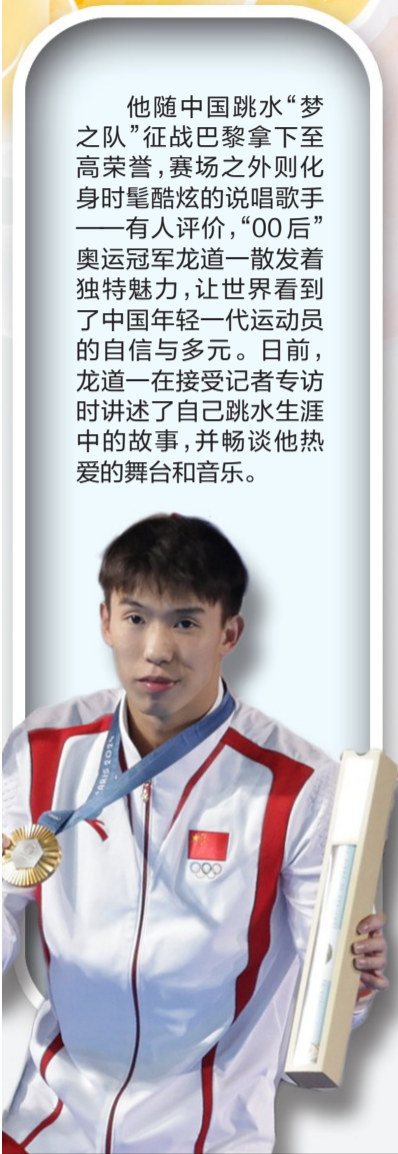 他随中国跳水“梦
之队”征战巴黎拿下至
高荣誉,赛场之外则化
身时髦酷炫的说唱歌手
——有人评价,“00后”
奥运冠军龙道一散发着
独特魅力,让世界看到
了中国年轻一代运动员
的自信与多元。日前,
龙道一在接受记者专访
时讲述了自己跳水生涯
中的故事,并畅谈他热
爱的舞台和音乐。
PARIS 2024